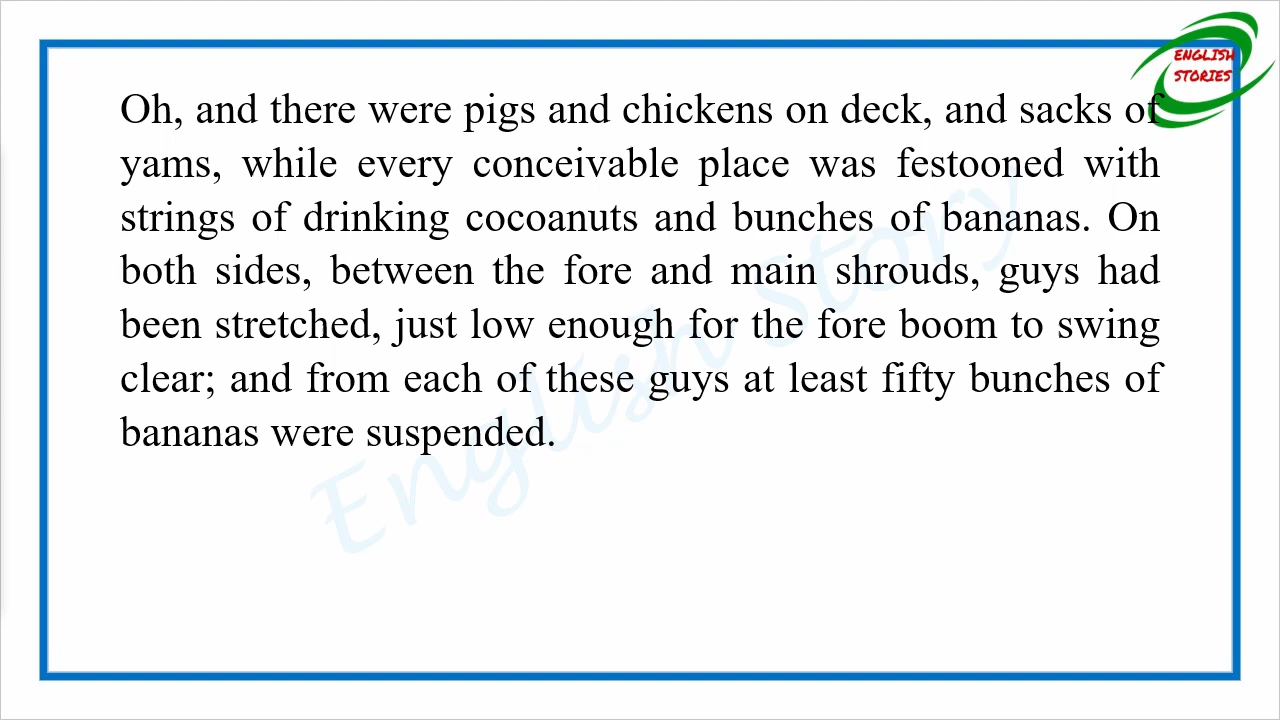 ENGLISH
STORIES
Oh, and there were pigs and chickens on deck, and sacks of
yams, while every conceivable place was festooned with
strings of drinking cocoanuts and bunches of bananas. On
both sides, between the fore and main shrouds, guys had
been stretched, just low enough for the fore boom to swing
clear; and from each of these guys at least fifty bunches of
bananas were suspended.
English Story